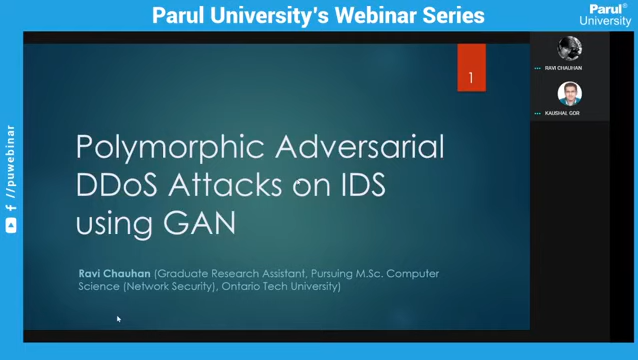 Parul University's Webinar Series
Parul®
University
1
RAVI CHAUHAN
KAUSHAL GOR
Polymorphic Adversarial
DDoS Attacks on IDS
using GAN
Ravi Chauhan (Graduate Research Assistant, Pursuing M.Sc. Computer
Science (Network Security), Ontario Tech University)
//puwebinar